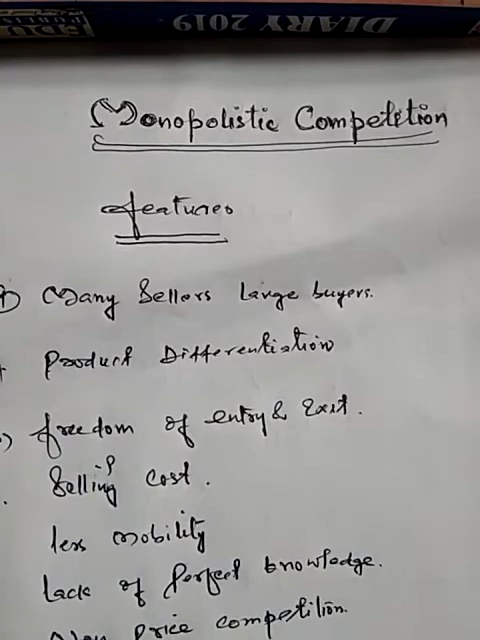 DIARY 2019
Monopolistic Competition
features
Many Sellers Large buyers.
Product Differentiation
freedom of entry & Exit.
Selling cost.
less mobility
Lack of Perfect knowledge.
Non price competition.